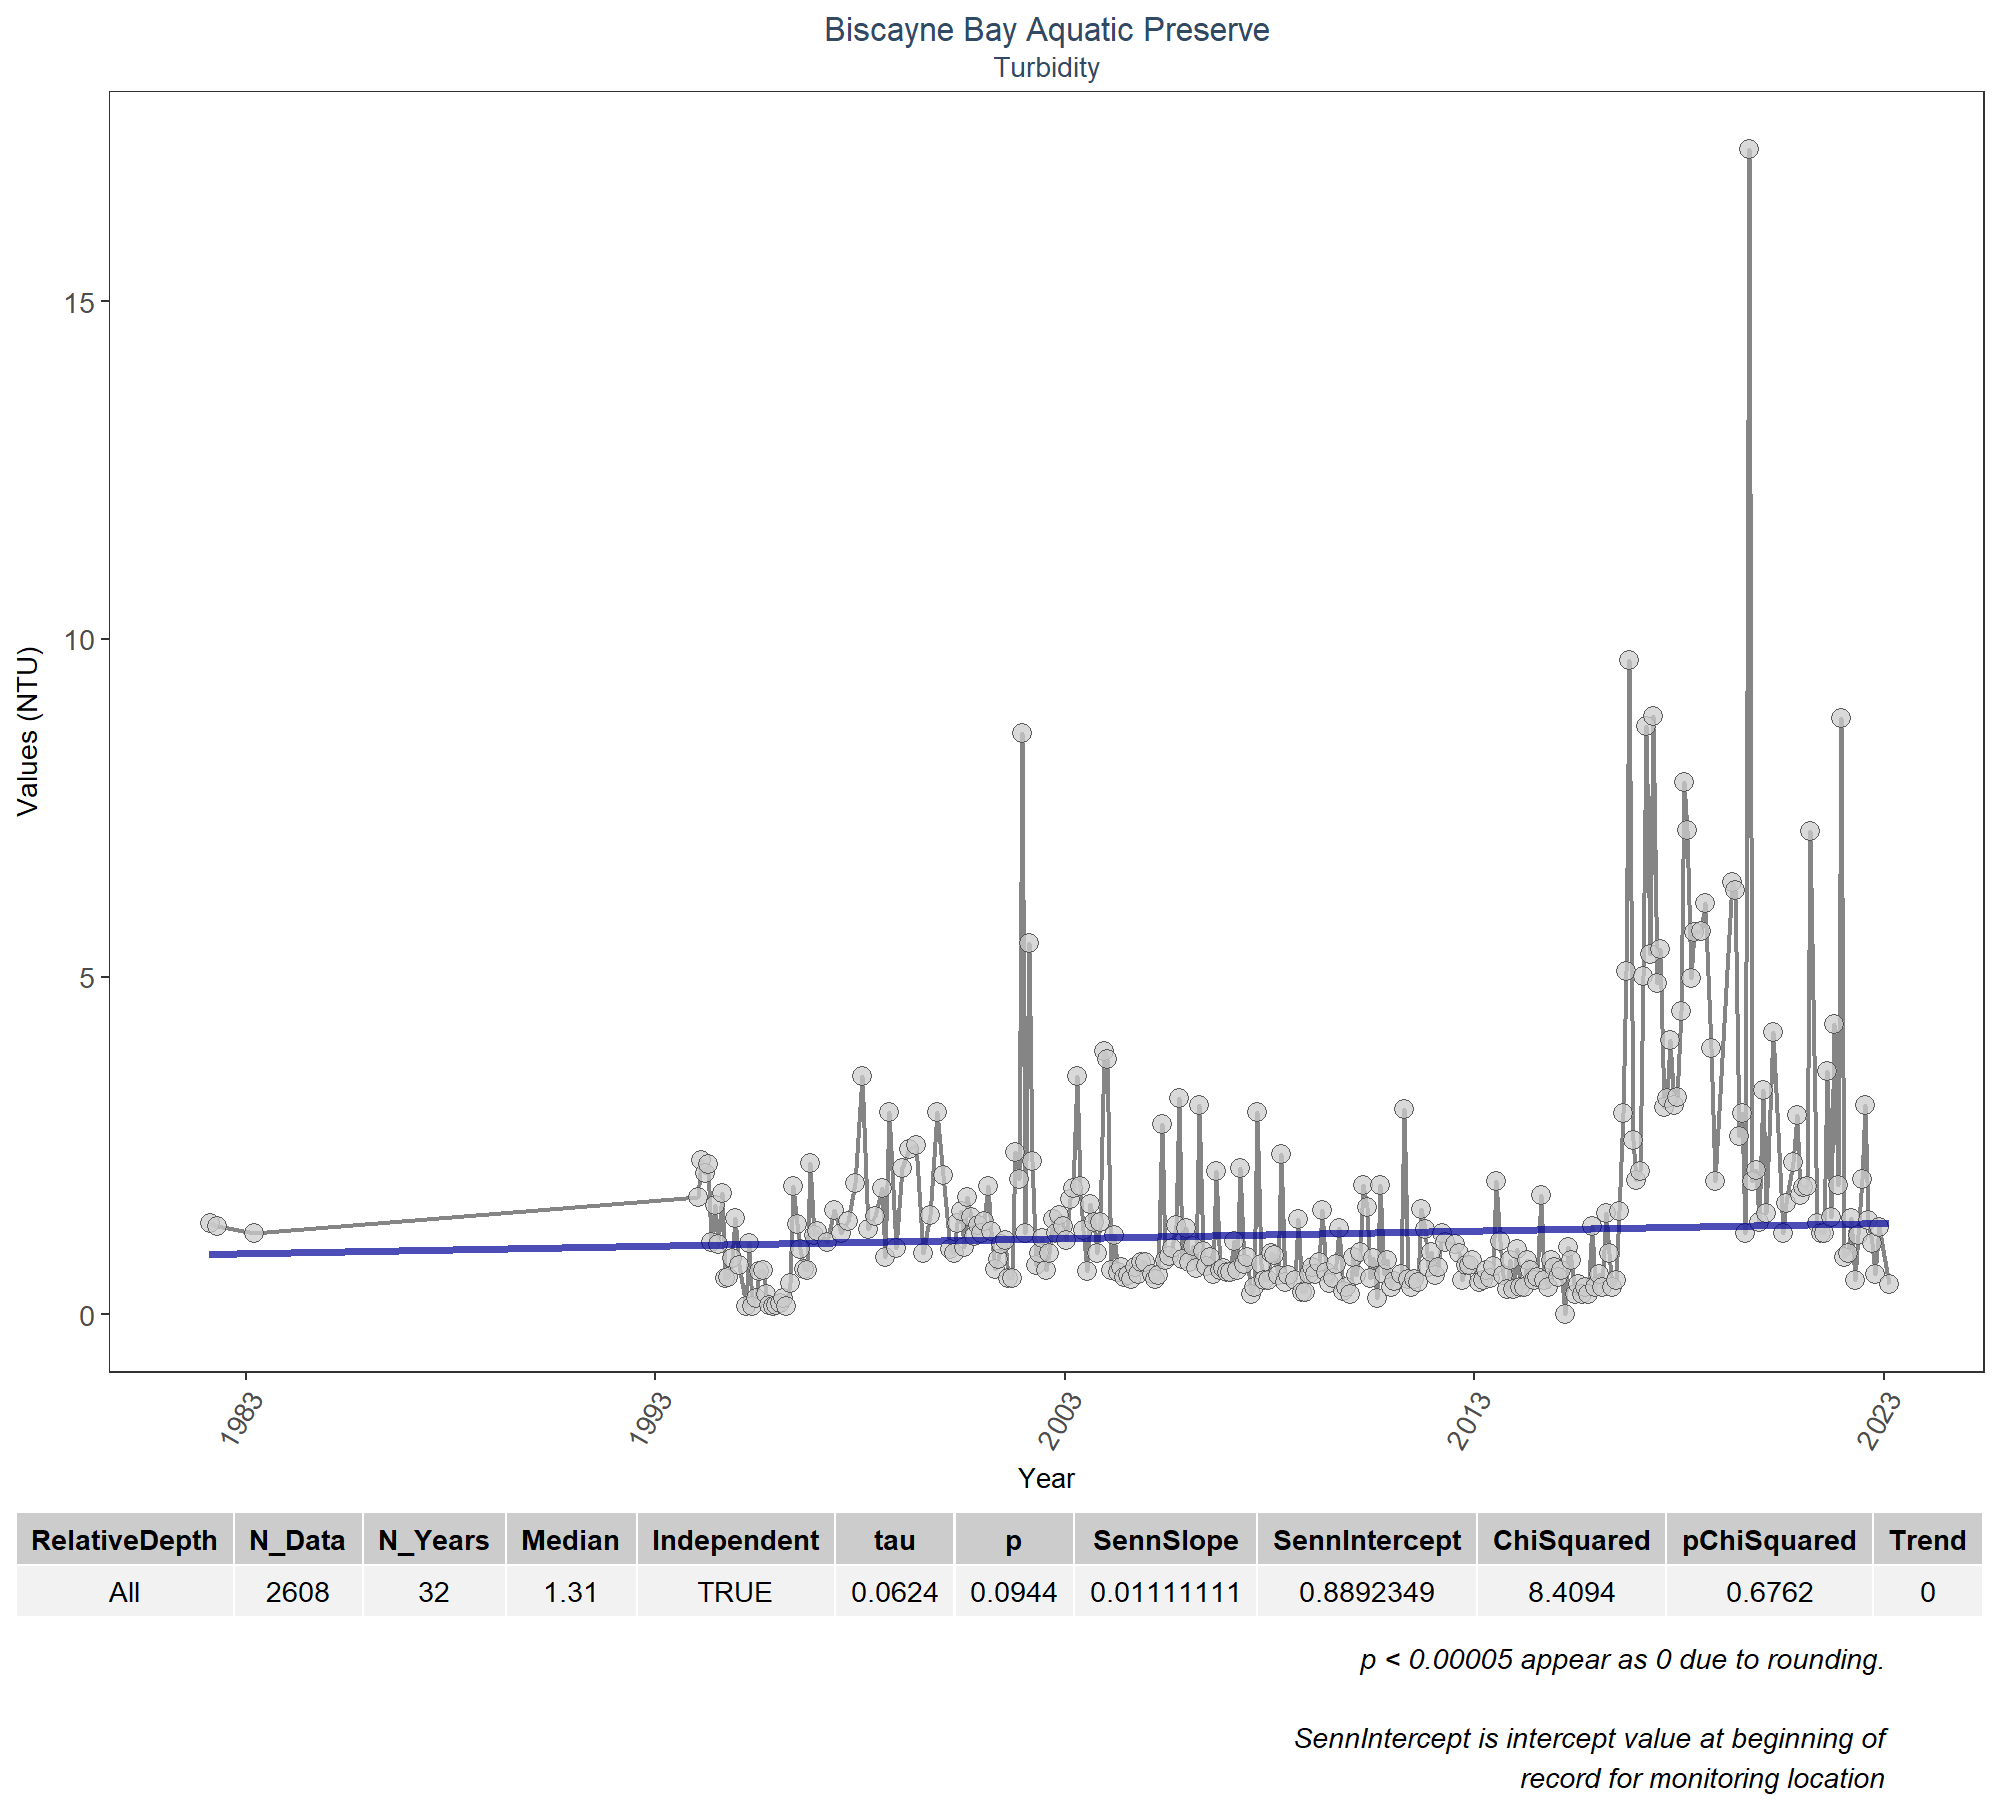 Biscayne Bay Aquatic Preserve
Turbidity
Values (NTU)
15
10
5
0
1983 1993 2003 2013 2023
Year
RelativeDepth N_Data N_Years Median Independent tau p SennSlope SennIntercept ChiSquared pChiSquared Trend
All 2608 32 1.31 TRUE 0.0624 0.0944 0.01111111 0.8892349 8.4094 0.6762 0
p < 0.00005 appear as 0 due to rounding.
SennIntercept is intercept value at beginning of
record for monitoring location